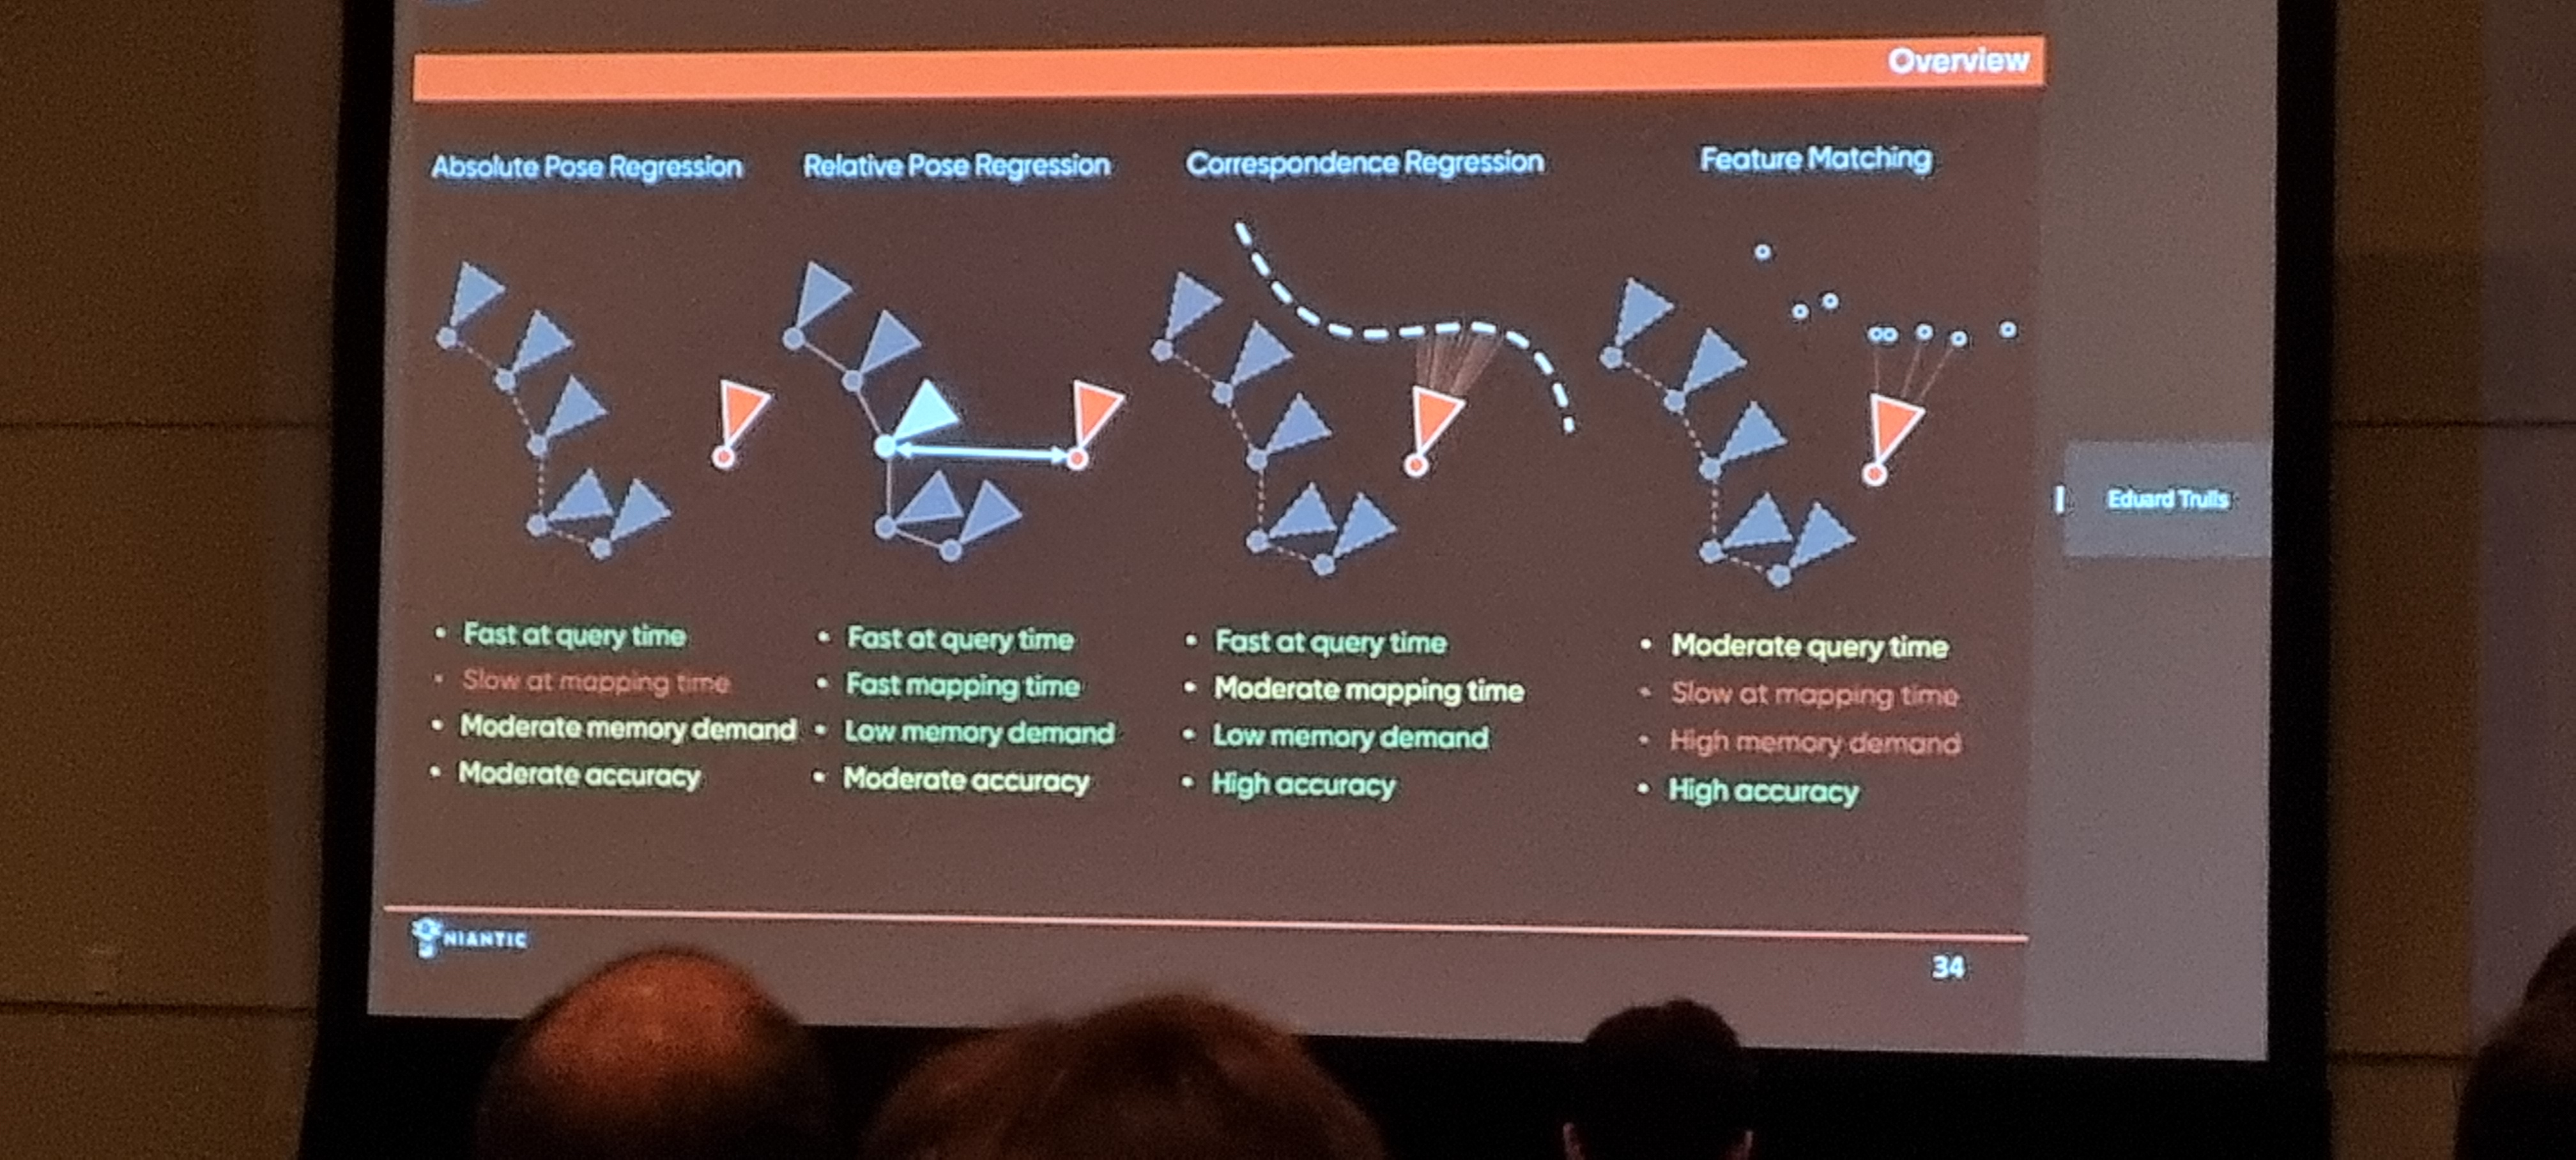 Overview
Absolute Pose Regression
Relative Pose Regression
Correspondence Regression
Feature Matching
Eduard Trulls
• Fast at query time
• Slow at mapping time
• Moderate memory demand
• Moderate accuracy
• Fast at query time
• Fast mapping time
• Low memory demand
• Moderate accuracy
• Fast at query time
• Moderate mapping time
• Low memory demand
• High accuracy
• Moderate query time
• Slow at mapping time
• High memory demand
• High accuracy
NIANTIC
34